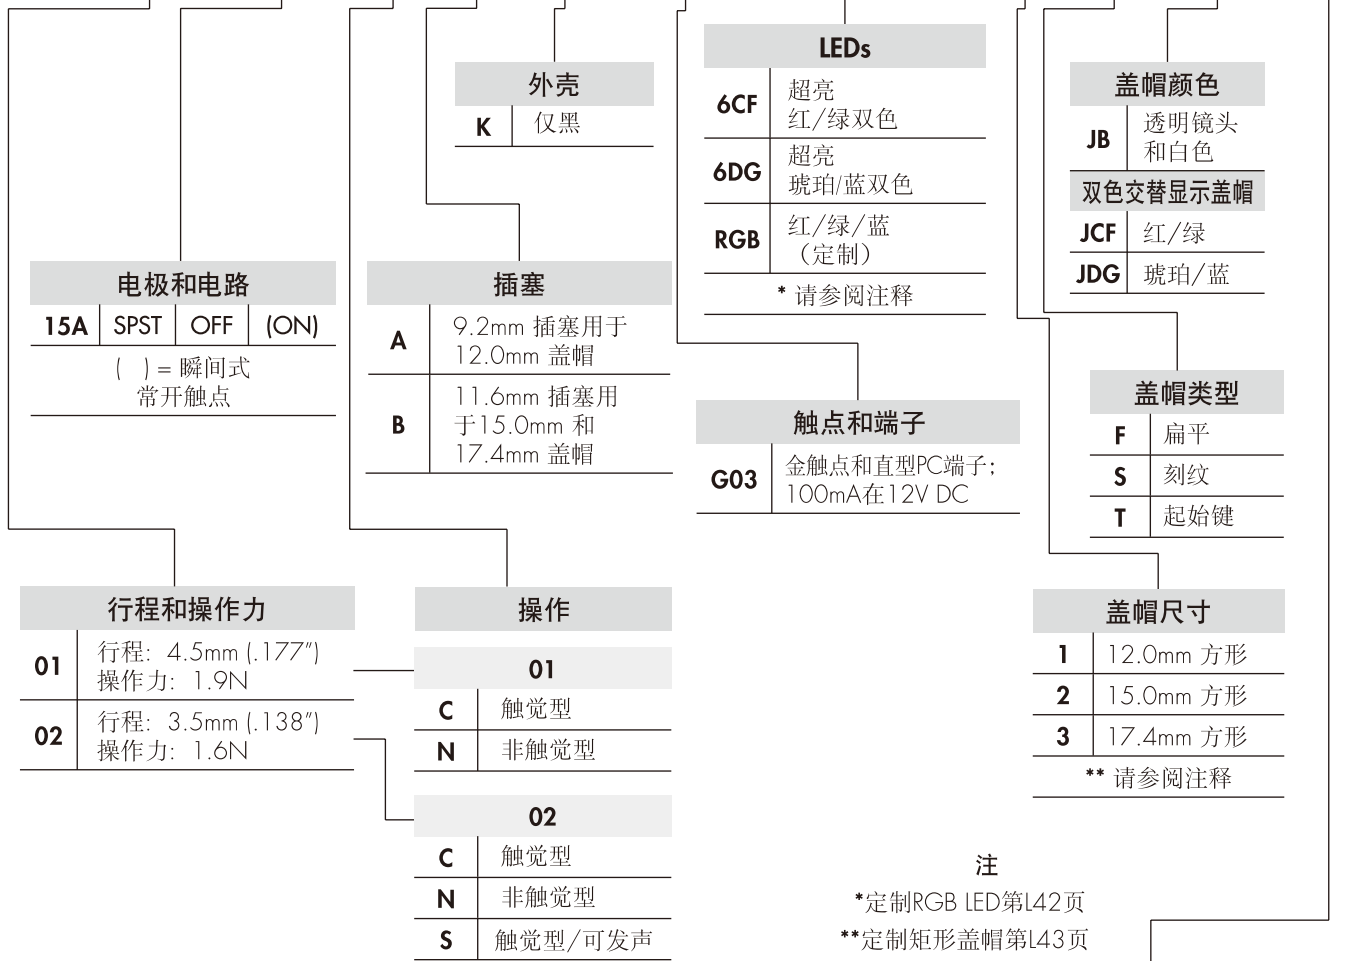 LEDs
6CF 超亮
红/绿双色
6DG 超亮
琥珀/蓝双色
RGB 红/绿/蓝
（定制）
* 请参阅注释
外壳
K 仅黑
盖帽颜色
JB 透明镜头
和白色
双色交替显示盖帽
JCF 红/绿
JDG 琥珀/蓝
电极和电路
15A SPST OFF (ON)
( ) = 瞬间式
常开触点
插塞
A 9.2mm 插塞用于
12.0mm 盖帽
B 11.6mm 插塞用
于15.0mm 和
17.4mm 盖帽
触点和端子
G03 金触点和直型PC端子；
100mA在12V DC
盖帽类型
F 扁平
S 刻纹
T 起始键
行程和操作力
01 行程: 4.5mm (.177")
操作力: 1.9N
02 行程: 3.5mm (.138")
操作力: 1.6N
操作
01
C 触觉型
N 非触觉型
02
C 触觉型
N 非触觉型
S 触觉型/可发声
盖帽尺寸
1 12.0mm 方形
2 15.0mm 方形
3 17.4mm 方形
** 请参阅注释
注
*定制RGB LED第L42页
**定制矩形盖帽第L43页